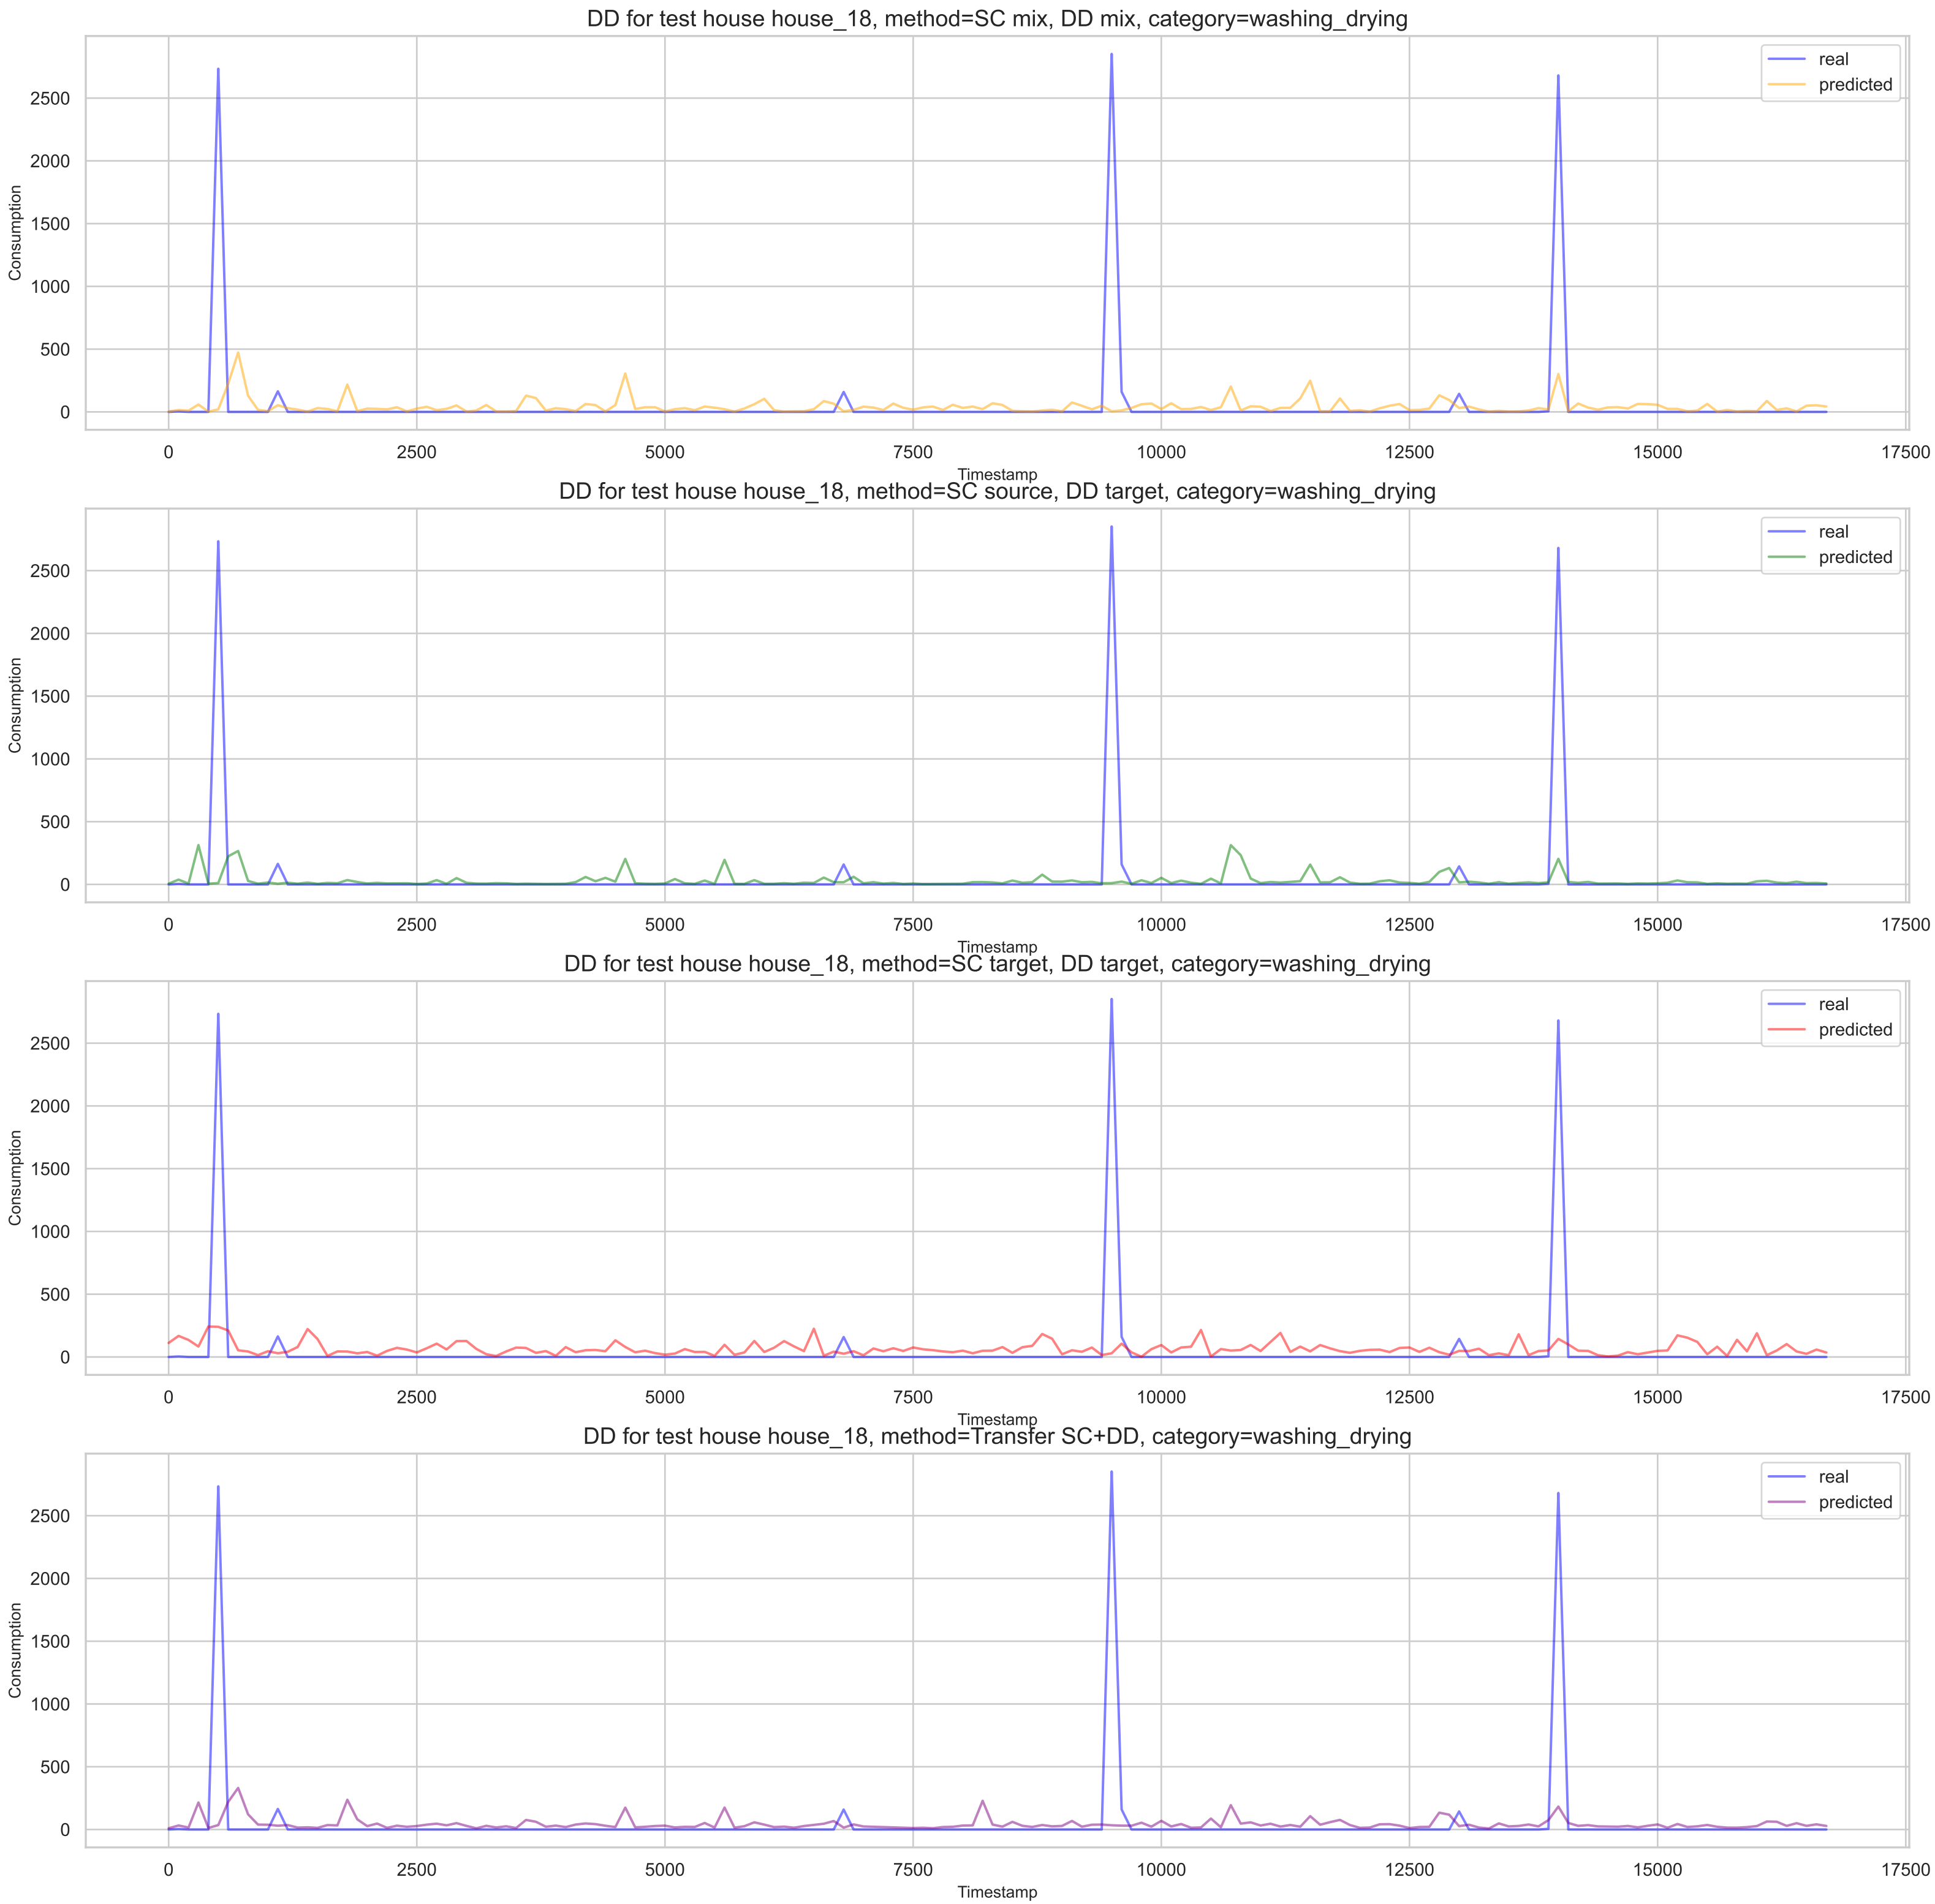 DD for test house house_18, method=SC mix, DD mix, category=washing_drying
real
predicted
Consumption
2500
2000
1500
1000
500
0
0 2500 5000 7500 10000 12500 15000 17500
Timestamp
DD for test house house_18, method=SC source, DD target, category=washing_drying
real
predicted
Consumption
2500
2000
1500
1000
500
0
0 2500 5000 7500 10000 12500 15000 17500
Timestamp
DD for test house house_18, method=SC target, DD target, category=washing_drying
real
predicted
Consumption
2500
2000
1500
1000
500
0
0 2500 5000 7500 10000 12500 15000 17500
Timestamp
DD for test house house_18, method=Transfer SC+DD, category=washing_drying
real
predicted
Consumption
2500
2000
1500
1000
500
0
0 2500 5000 7500 10000 12500 15000 17500
Timestamp